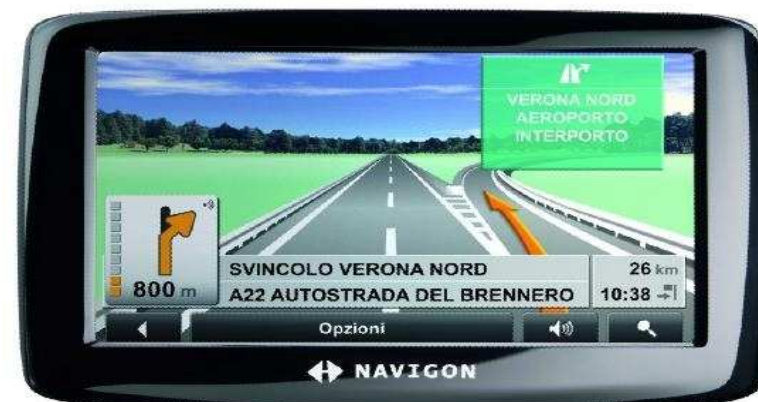 VERONA NORD
AEROPORTO
INTERPORTO
800 m
SVINCOLO VERONA NORD
26 km
A22 AUTOSTRADA DEL BRENNERO
10:38
Opzioni
NAVIGON